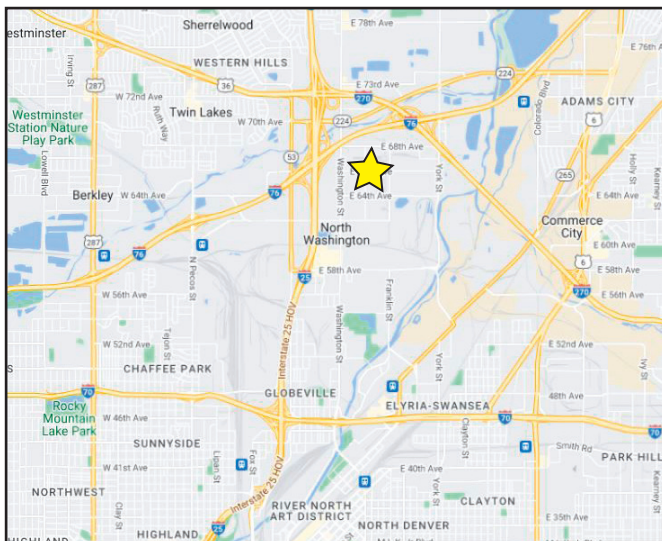 E 78th Ave
Sherrelwood
estminster
E 76th A
WESTERN HILLS
Irving St
287
36
E 73rd Ave
224
W 72nd Ave
270
Colorado Blvd
ADAMS CITY
Twin Lakes
Ruth Way
W 70th Ave
224
76
6
Westminster
Station Nature
Play Park
E 68th Ave
53
Lowell Blvd
Washington St
York St
Holly St
Kearney St
265
Berkley
W 64th Ave
76
E 64th Ave
Commerce
City
North
Washington
287
E 60th Ave
76
N Pecos St
E 58th Ave
6
E 58th Ave
25
270
W 56th Ave
Franklin St
E 56th Ave
Interstate 25 HOV
Washington St
W 52nd Ave
Tejon St
York St
E 52nd Ave
CHAFFEE PARK
Ivy St
70
GLOBEVILLE
48th Ave
ELYRIA-SWANSEA
Rocky
Mountain
Lake Park
W 46th Ave
70
70
SUNNYSIDE
Clayton St
Smith Rd
W 41st Ave
Lipan St
Fox St
E 40th Ave
PARK HILL
Interstate 25 HOV
York St
NORTHWEST
Clay St
RIVER NORTH
ART DISTRICT
CLAYTON
E 35th Ave
25
HIGHLAND
NORTH DENVER
HIGHLAND